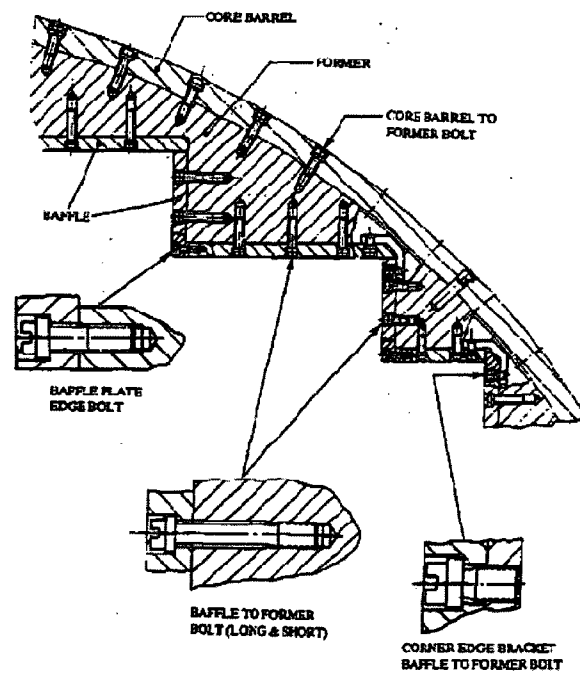 CORE BARREL
FORMER
CORE BARREL TO
FORMER BOLT
BAFFLE
BAFFLE PLATE
EDGE BOLT
BAFFLE TO FORMER
BOLT (LONG & SHORT)
CORNER EDGE BRACKET
BAFFLE TO FORMER BOLT